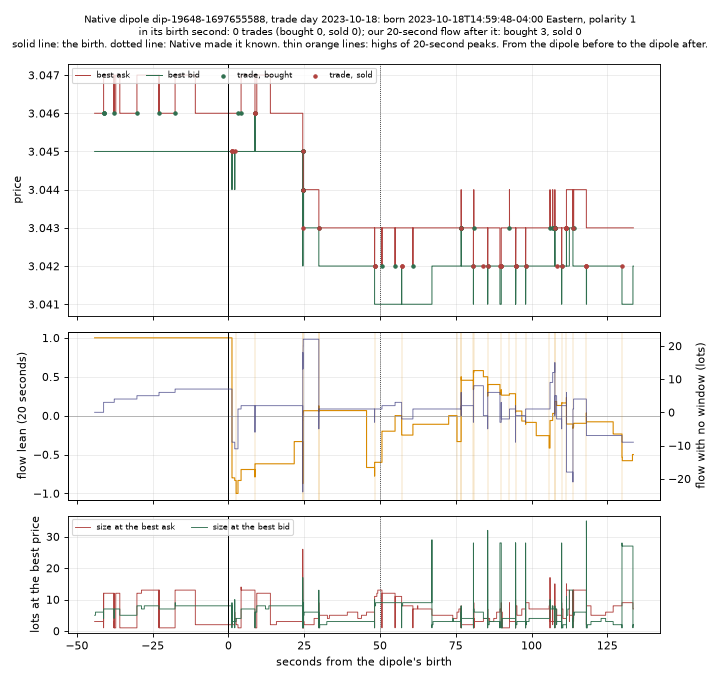 Native dipole dip-19648-1697655588, trade day 2023-10-18: born 2023-10-18T14:59:48-04:00 Eastern, polarity 1
in its birth second: 0 trades (bought 0, sold 0); our 20-second flow after it: bought 3, sold 0
solid line: the birth. dotted line: Native made it known. thin orange lines: highs of 20-second peaks. From the dipole before to the dipole after.
best ask best bid trade, bought trade, sold
3.047
3.046
3.045
3.044
3.043
3.042
3.041
price
1.0
0.5
0.0
−0.5
−1.0
flow lean (20 seconds)
20
10
0
−10
−20
flow with no window (lots)
size at the best ask size at the best bid
30
20
10
0
lots at the best price
−50 −25 0 25 50 75 100 125
seconds from the dipole's birth